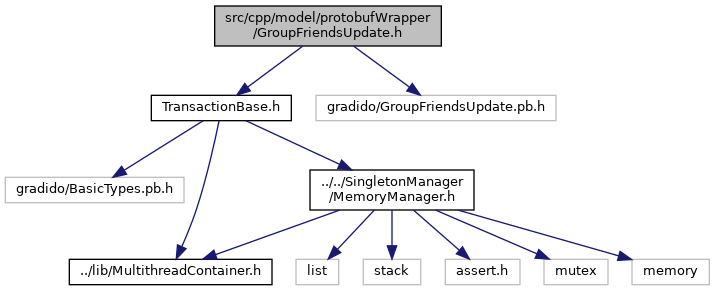 src/cpp/model/protobufWrapper
/GroupFriendsUpdate.h
TransactionBase.h
gradido/GroupFriendsUpdate.pb.h
gradido/BasicTypes.pb.h
../../SingletonManager
/MemoryManager.h
../lib/MultithreadContainer.h
list
stack
assert.h
mutex
memory